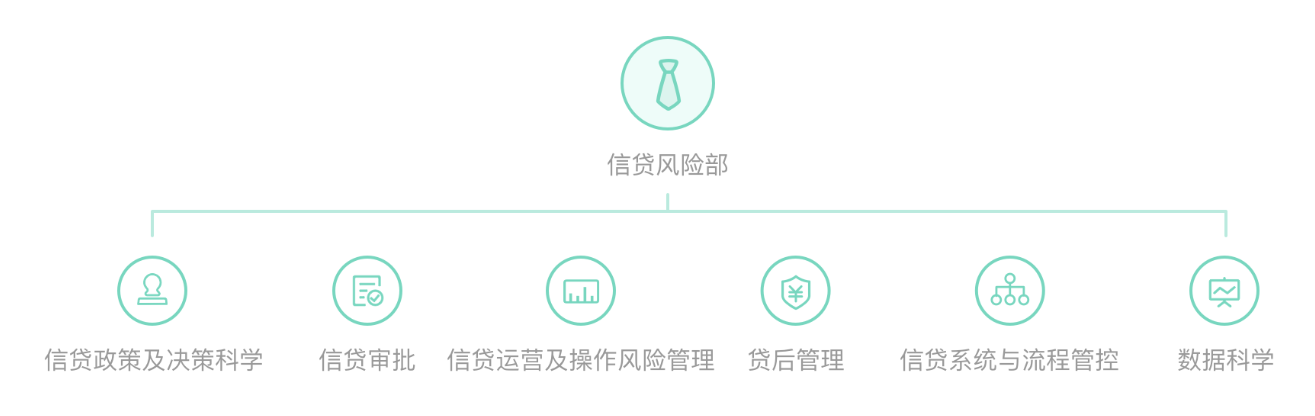 信贷风险部
信贷政策及决策科学
信贷审批
信贷运营及操作风险管理
贷后管理
信贷系统与流程管控
数据科学